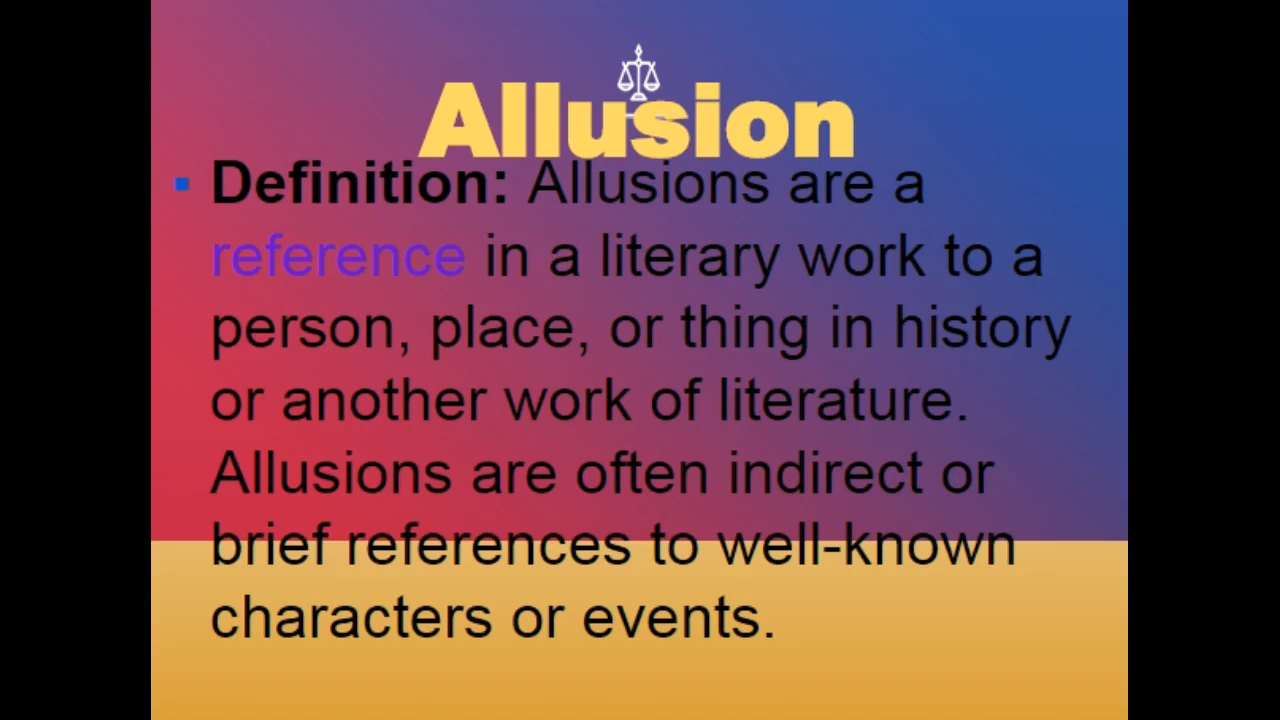 Allusion
▪ Definition: Allusions are a
reference in a literary work to a
person, place, or thing in history
or another work of literature.
Allusions are often indirect or
brief references to well-known
characters or events.